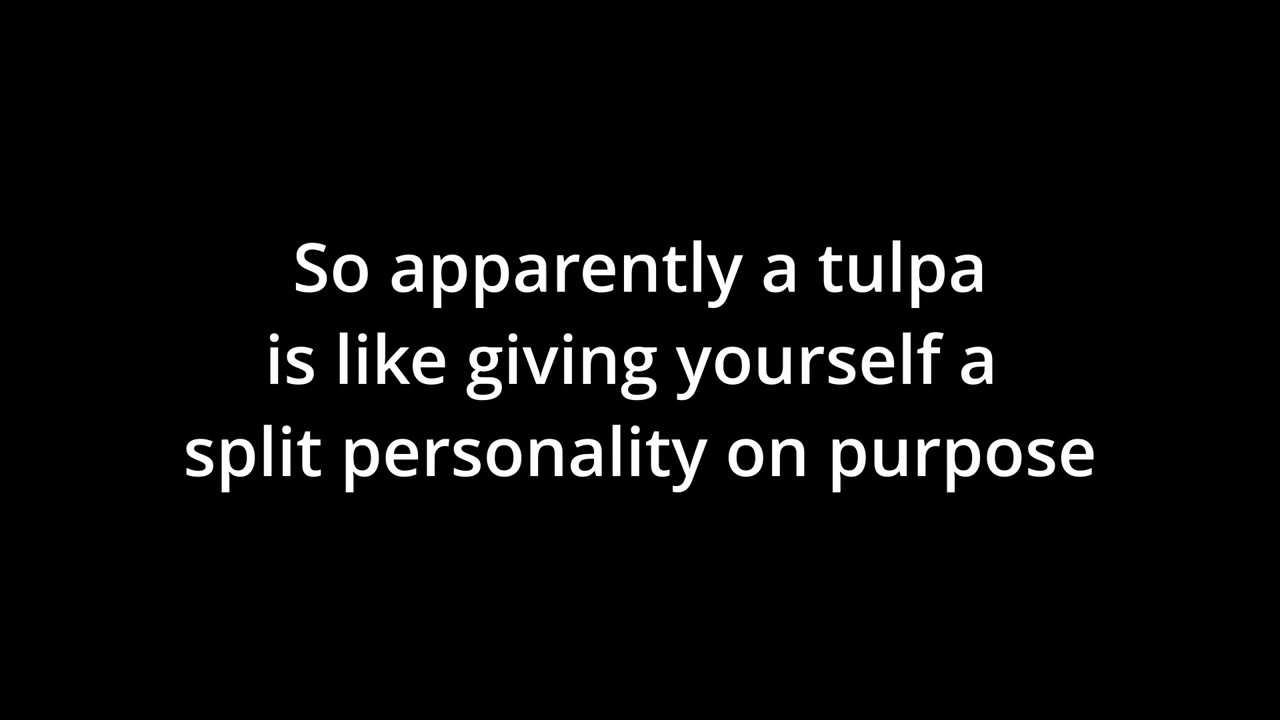 So apparently a tulpa
is like giving yourself a
split personality on purpose